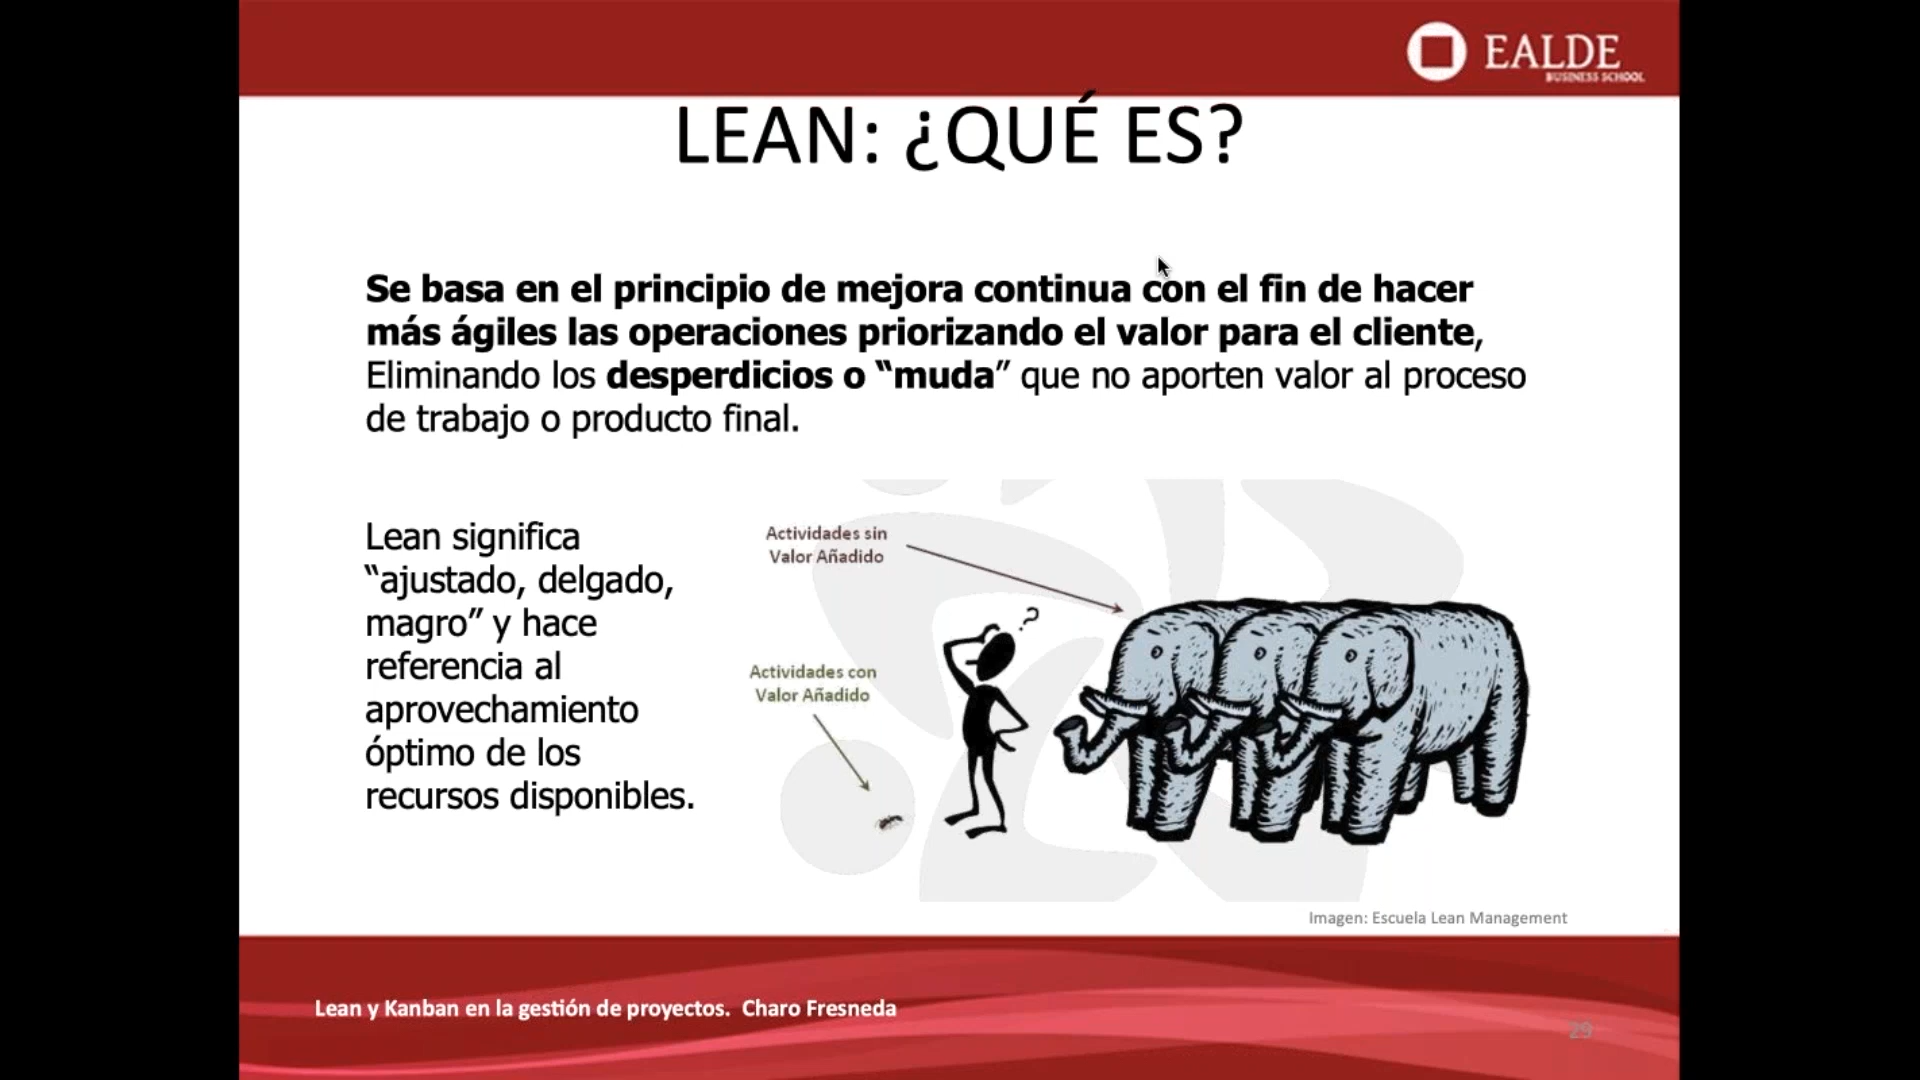 EALDE
BUSINESS SCHOOL
LEAN: ¿QUÉ ES?
Se basa en el principio de mejora continua con el fin de hacer
más ágiles las operaciones priorizando el valor para el cliente,
Eliminando los desperdicios o “muda” que no aporten valor al proceso
de trabajo o producto final.
Lean significa
“ajustado, delgado,
magro” y hace
referencia al
aprovechamiento
óptimo de los
recursos disponibles.
Actividades sin
Valor Añadido
?
Actividades con
Valor Añadido
Imagen: Escuela Lean Management
Lean y Kanban en la gestión de proyectos. Charo Fresneda
29